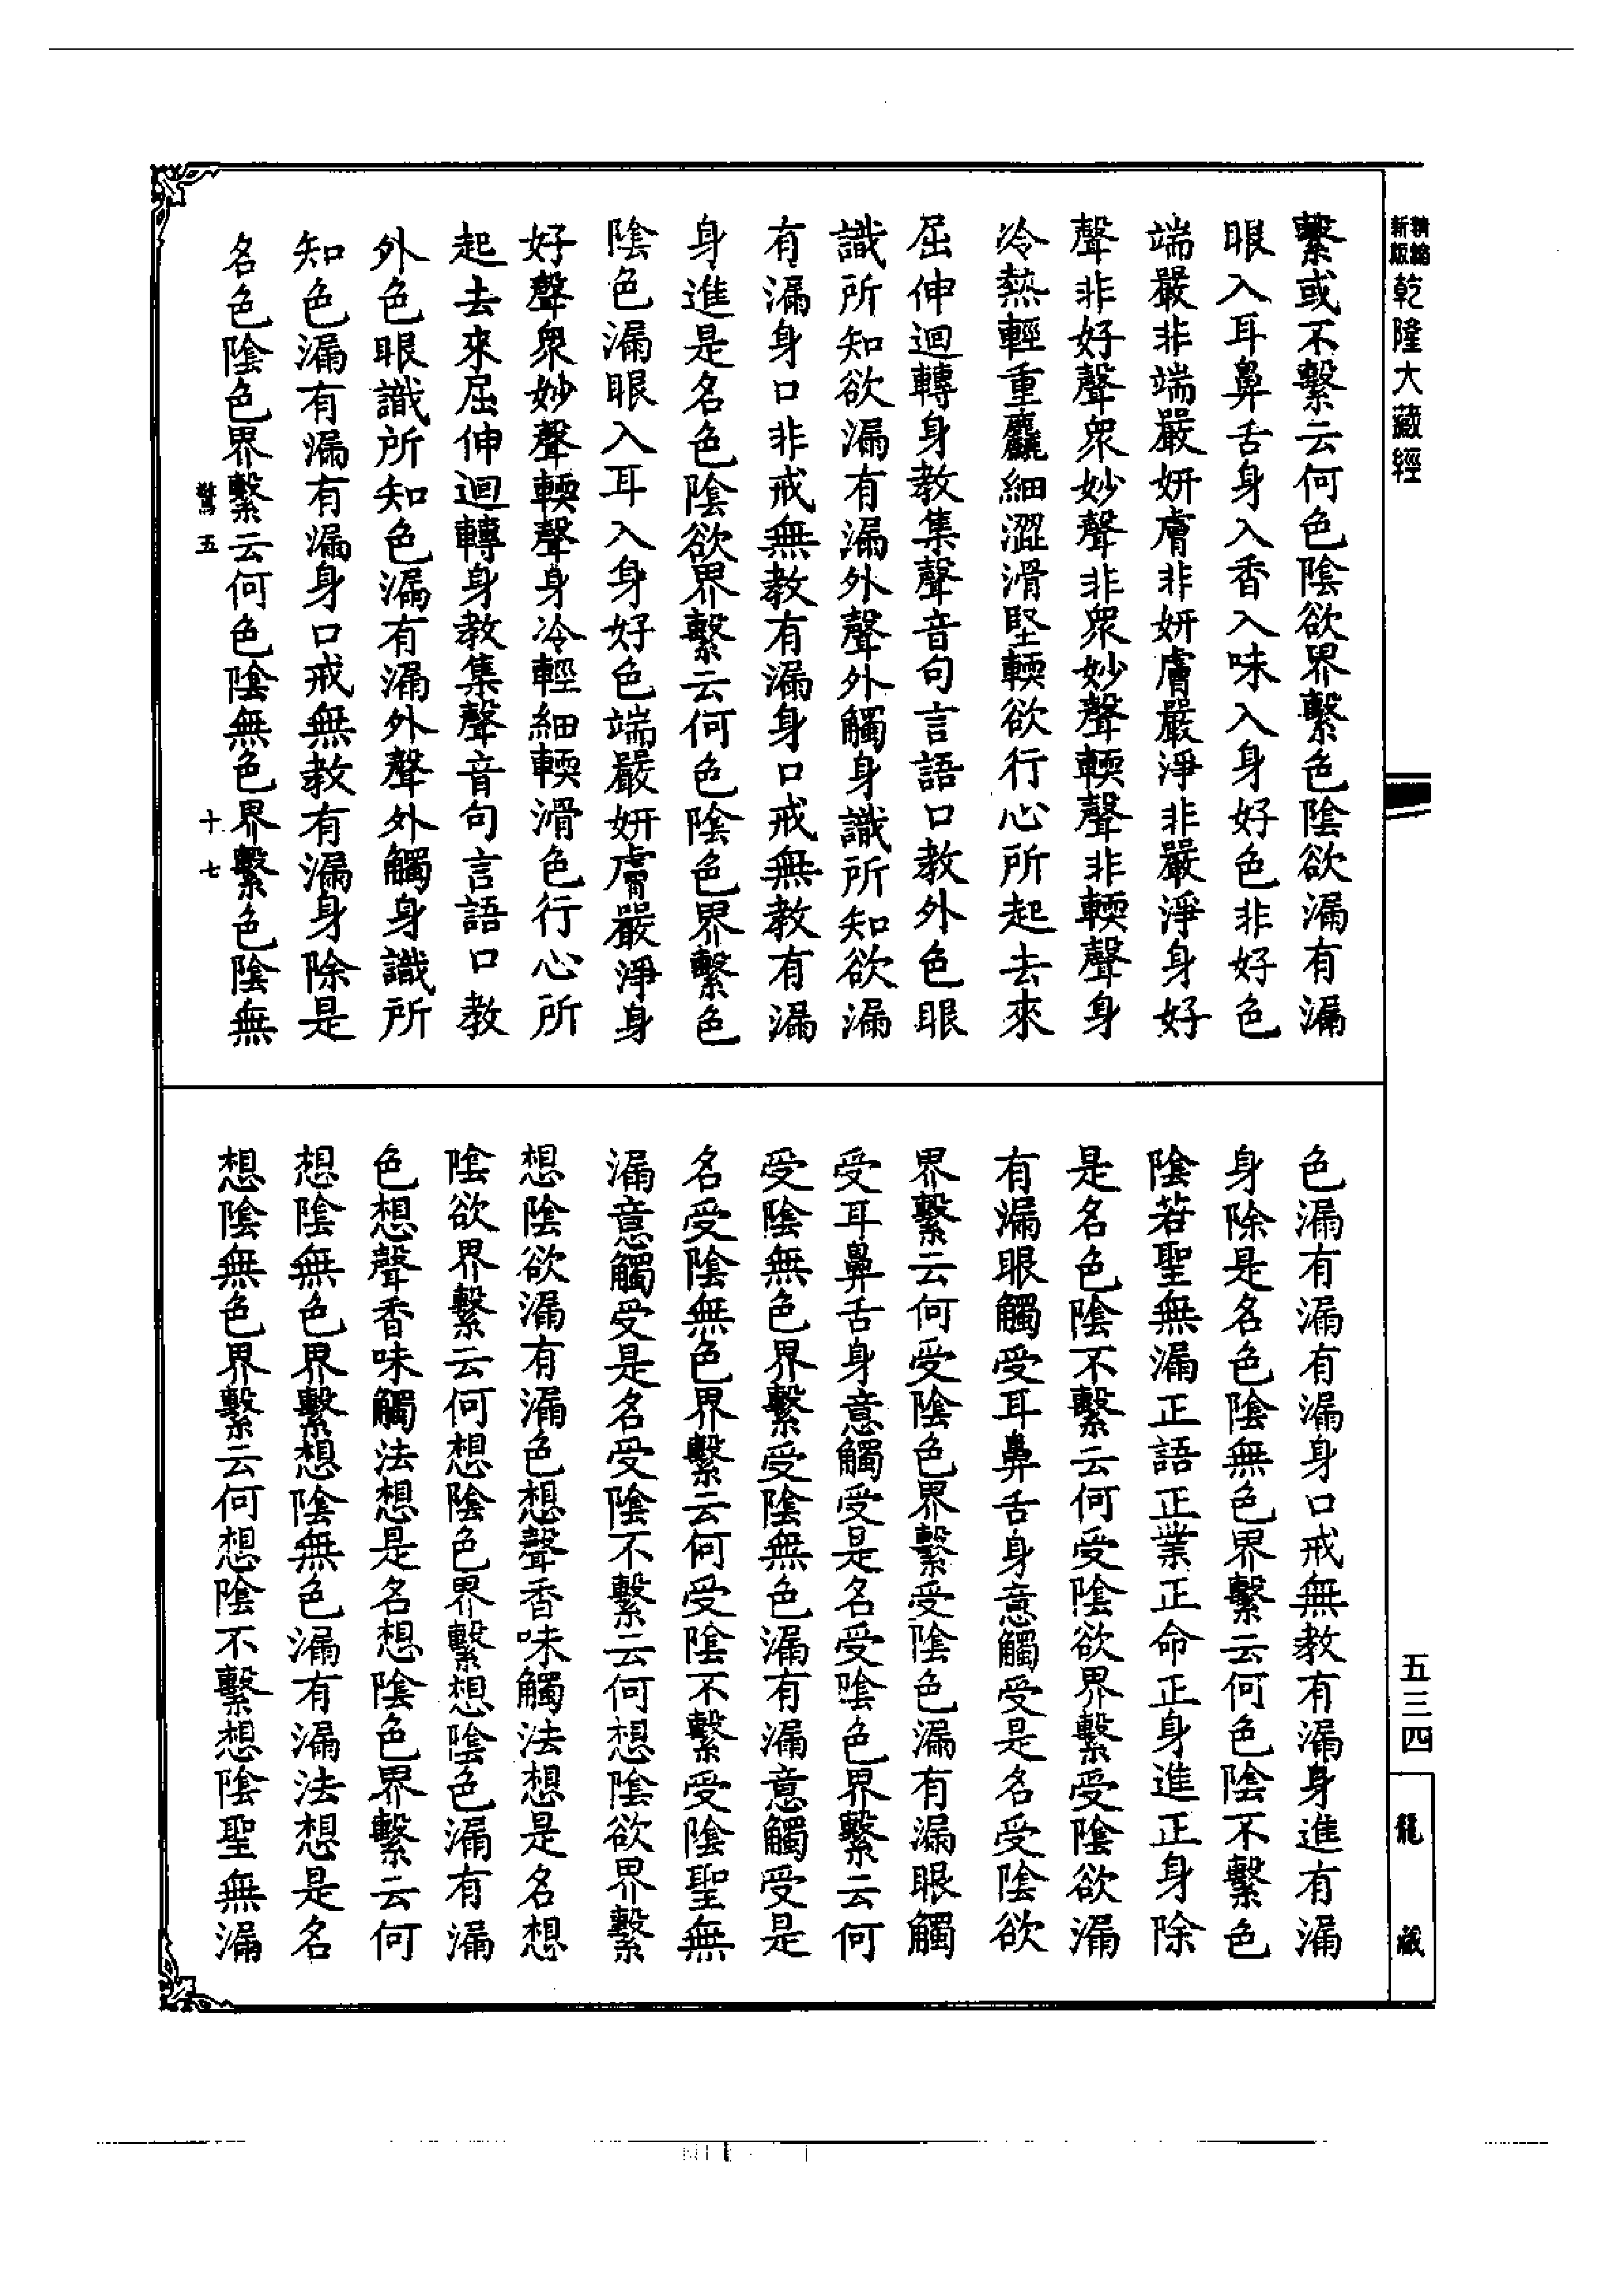 新版
精縮
乾隆大藏經
五三四
龍藏
繫或不繫云何色陰欲界繫色陰欲漏有漏
眼入耳鼻舌身入香入味入身好色非好色
端嚴非端嚴妍膚非妍膚嚴淨非嚴淨身好
聲非好聲衆妙聲非衆妙聲輭聲非輭聲身
冷熱輕重麤細澀滑堅輭欲行心所起去來
屈伸迴轉身教集聲音句言語口教外色眼
識所知欲漏有漏外聲外觸身識所知欲漏
有漏身口非戒無教有漏身口戒無教有漏
身進是名色陰欲界繫云何色陰色界繫色
陰色漏眼入耳入身好色端嚴妍膚嚴淨身
好聲衆妙聲輭聲身冷輕細輭滑色行心所
起去來屈伸迴轉身教集聲音句言語口教
外色眼識所知色漏有漏外聲外觸身識所
知色漏有漏有漏身口戒無教有漏身除是
名色陰色界繫云何色陰無色界繫色陰無
驚五
十七
色漏有漏有漏身口戒無教有漏身進有漏
身除是名色陰無色界繫云何色陰不繫色
陰若聖無漏正語正業正命正身進正身除
是名色陰不繫云何受陰欲界繫受陰欲漏
有漏眼觸受耳鼻舌身意觸受是名受陰欲
界繫云何受陰色界繫受陰色漏有漏眼觸
受耳鼻舌身意觸受是名受陰色界繫云何
受陰無色界繫受陰無色漏有漏意觸受是
名受陰無色界繫云何受陰不繫受陰聖無
漏意觸受是名受陰不繫云何想陰欲界繫
想陰欲漏有漏色想聲香味觸法想是名想
陰欲界繫云何想陰色界繫想陰色漏有漏
色想聲香味觸法想是名想陰色界繫云何
想陰無色界繫想陰無色漏有漏法想是名
想陰無色界繫云何想陰不繫想陰聖無漏